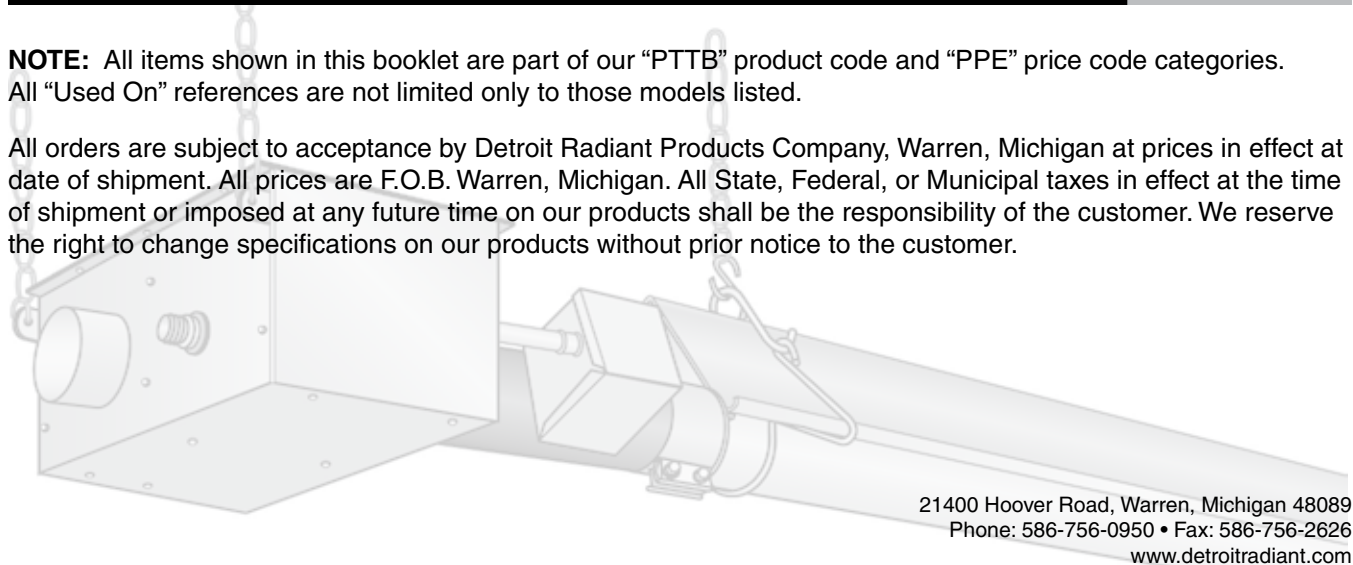 NOTE: All items shown in this booklet are part of our “PTTB” product code and “PPE” price code categories.
All “Used On” references are not limited only to those models listed.
All orders are subject to acceptance by Detroit Radiant Products Company, Warren, Michigan at prices in effect at
date of shipment. All prices are F.O.B. Warren, Michigan. All State, Federal, or Municipal taxes in effect at the time
of shipment or imposed at any future time on our products shall be the responsibility of the customer. We reserve
the right to change specifications on our products without prior notice to the customer.
21400 Hoover Road, Warren, Michigan 48089
Phone: 586-756-0950 • Fax: 586-756-2626
www.detroitradiant.com